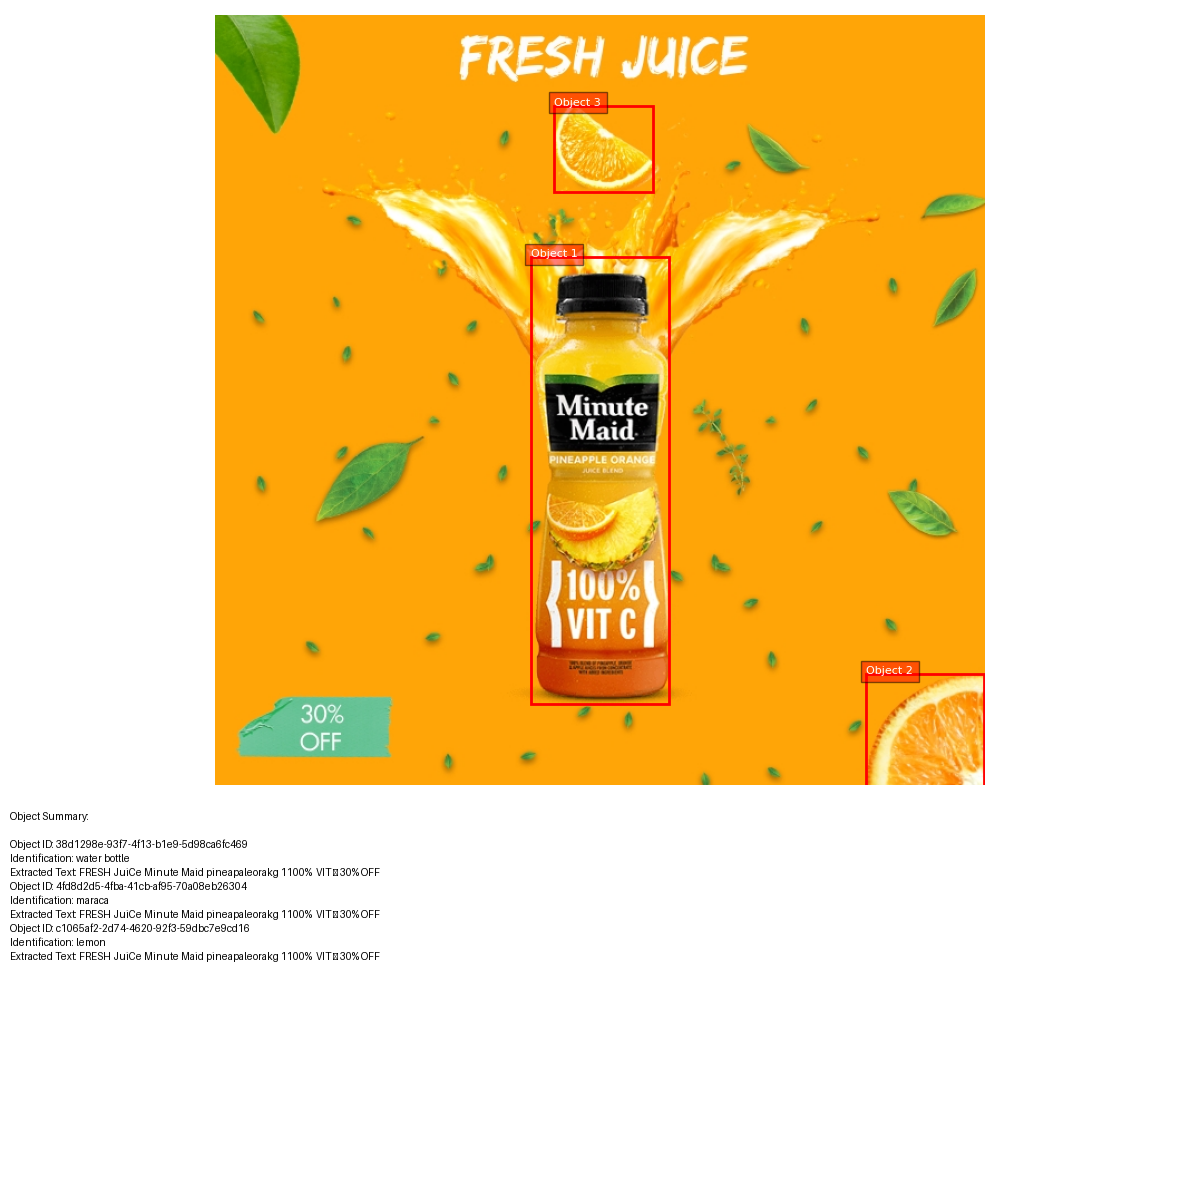 FRESH JUICE
Object 3
Object 1
Minute
Maid
PINEAPPLE ORANGE
JUICE BLEND
100%
VIT C
Object 2
30%
OFF
Object Summary:
Object ID: 38d1298e-93f7-4f13-b1e9-5d98ca6fc469
Identification: water bottle
Extracted Text: FRESH JuiCe Minute Maid pineapaleorakg 1100% VIT 30%OFF
Object ID: 4fd8d2d5-4fba-41cb-af95-70a08eb26304
Identification: maraca
Extracted Text: FRESH JuiCe Minute Maid pineapaleorakg 1100% VIT 30%OFF
Object ID: c1065af2-2d74-4620-92f3-59dbc7e9cd16
Identification: lemon
Extracted Text: FRESH JuiCe Minute Maid pineapaleorakg 1100% VIT 30%OFF